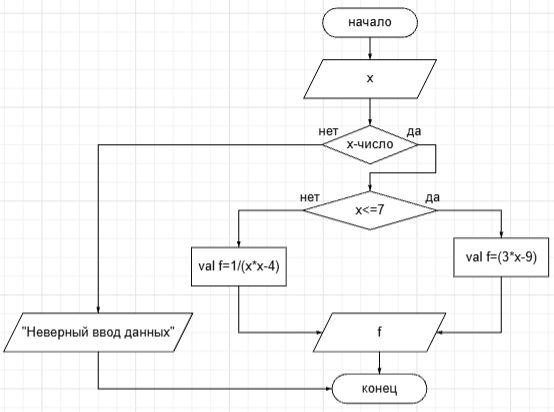 начало
x
нет
да
x-число
нет
да
x<=7
val f=1/(x*x-4)
val f=(3*x-9)
"Неверный ввод данных"
f
конец